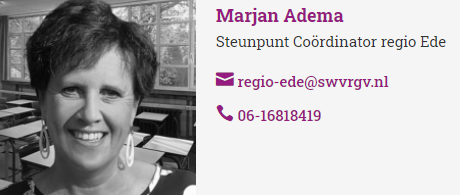 Marjan Adema
Steunpunt Coördinator regio Ede
regio-ede@swvrgv.nl
06-16818419